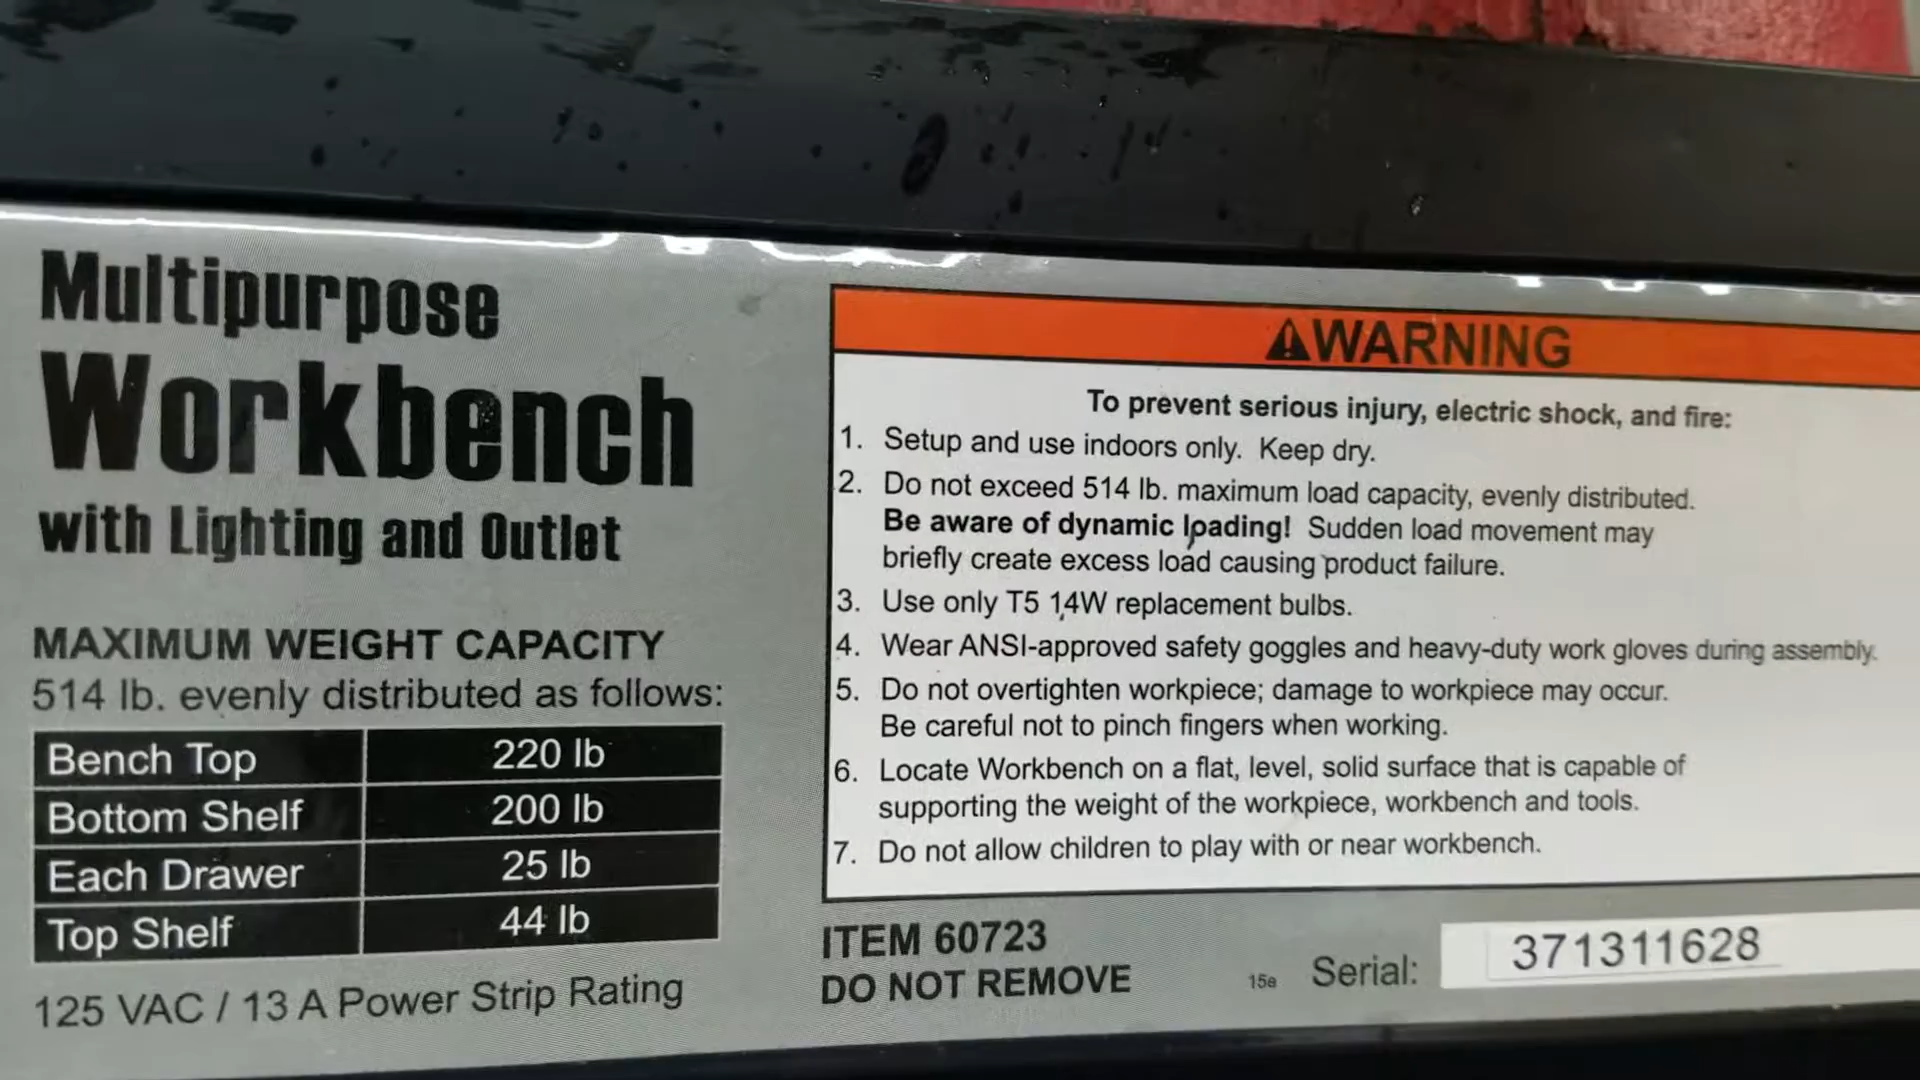 Multipurpose
Workbench
with Lighting and Outlet
MAXIMUM WEIGHT CAPACITY
514 lb. evenly distributed as follows:
Bench Top 220 lb
Bottom Shelf 200 lb
Each Drawer 25 lb
Top Shelf 44 lb
125 VAC / 13 A Power Strip Rating
⚠WARNING
To prevent serious injury, electric shock, and fire:
1. Setup and use indoors only. Keep dry.
2. Do not exceed 514 lb. maximum load capacity, evenly distributed.
Be aware of dynamic loading! Sudden load movement may
briefly create excess load causing product failure.
3. Use only T5 14W replacement bulbs.
4. Wear ANSI-approved safety goggles and heavy-duty work gloves during assembly.
5. Do not overtighten workpiece; damage to workpiece may occur.
Be careful not to pinch fingers when working.
6. Locate Workbench on a flat, level, solid surface that is capable of
supporting the weight of the workpiece, workbench and tools.
7. Do not allow children to play with or near workbench.
ITEM 60723
DO NOT REMOVE
15e Serial: 371311628